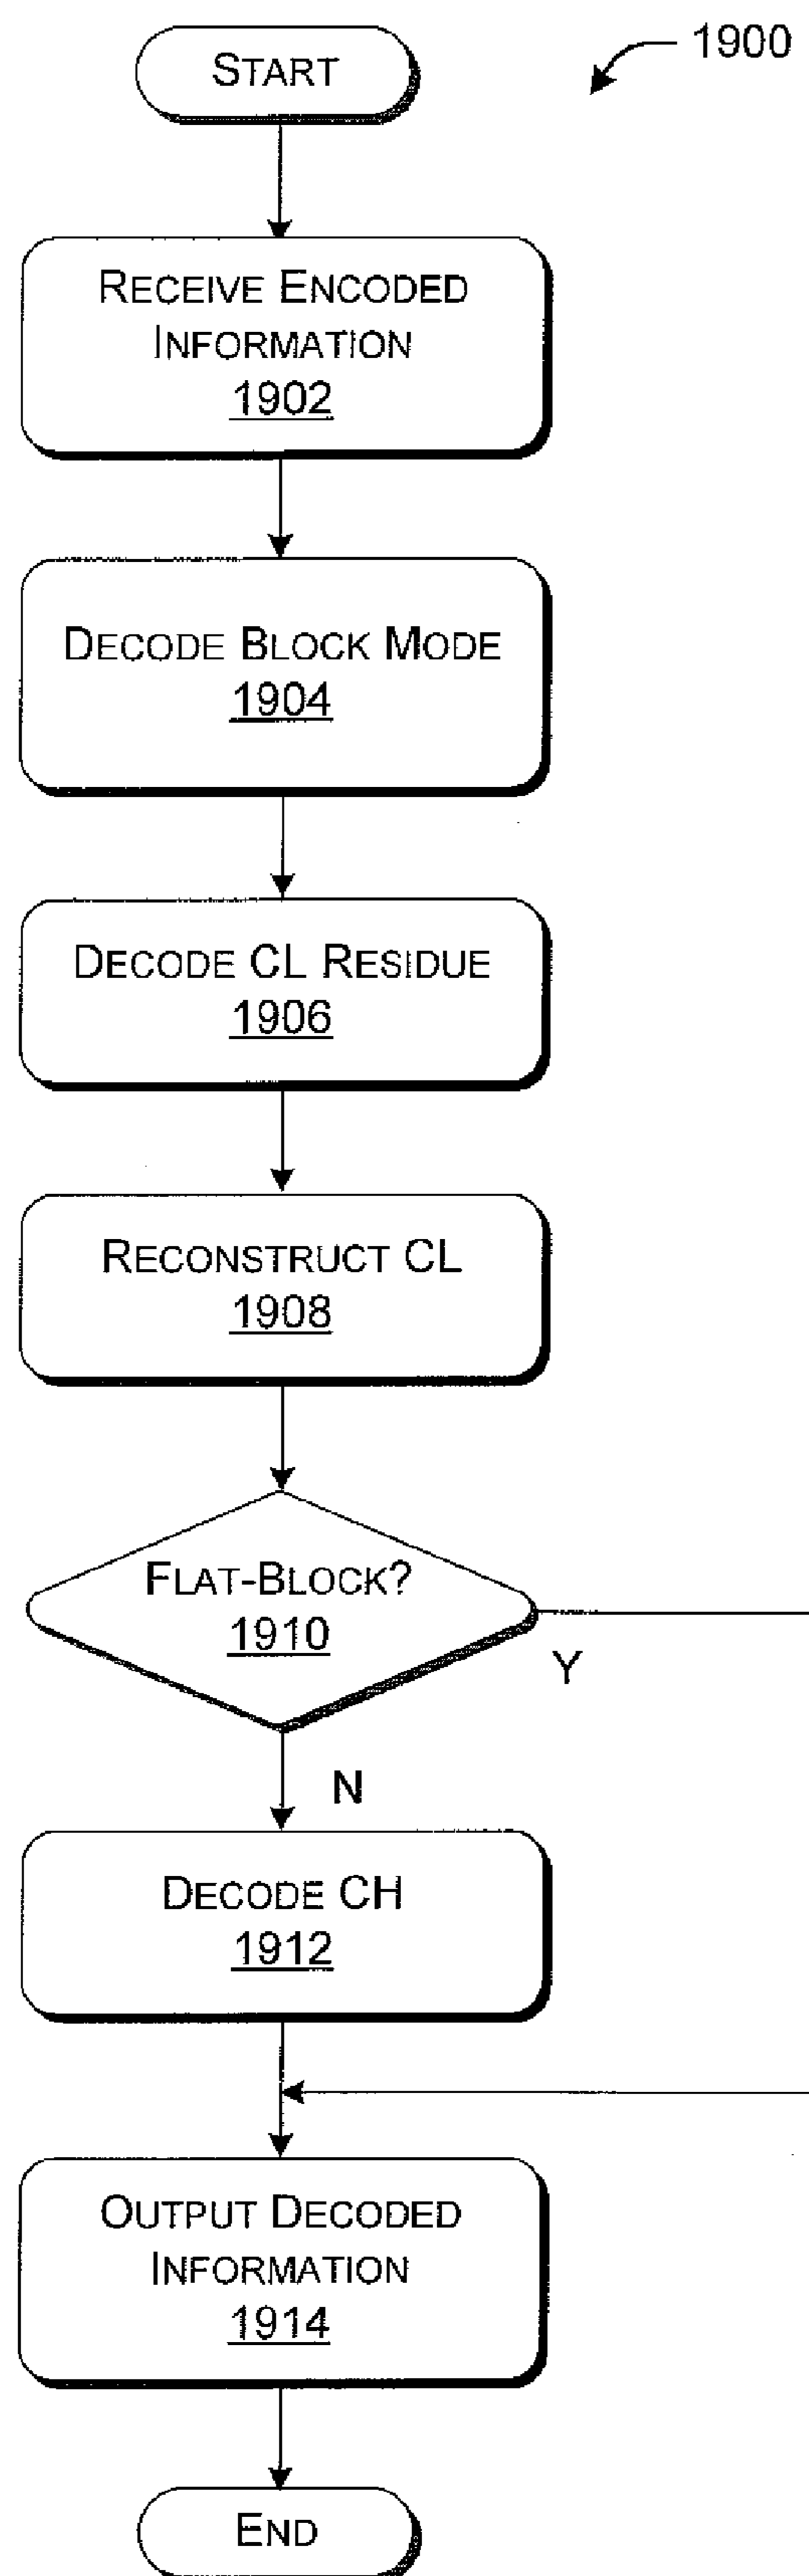 START
1900
RECEIVE ENCODED
INFORMATION
1902
DECODE BLOCK MODE
1904
DECODE CL RESIDUE
1906
RECONSTRUCT CL
1908
FLAT-BLOCK?
1910
Y
N
DECODE CH
1912
OUTPUT DECODED
INFORMATION
1914
END